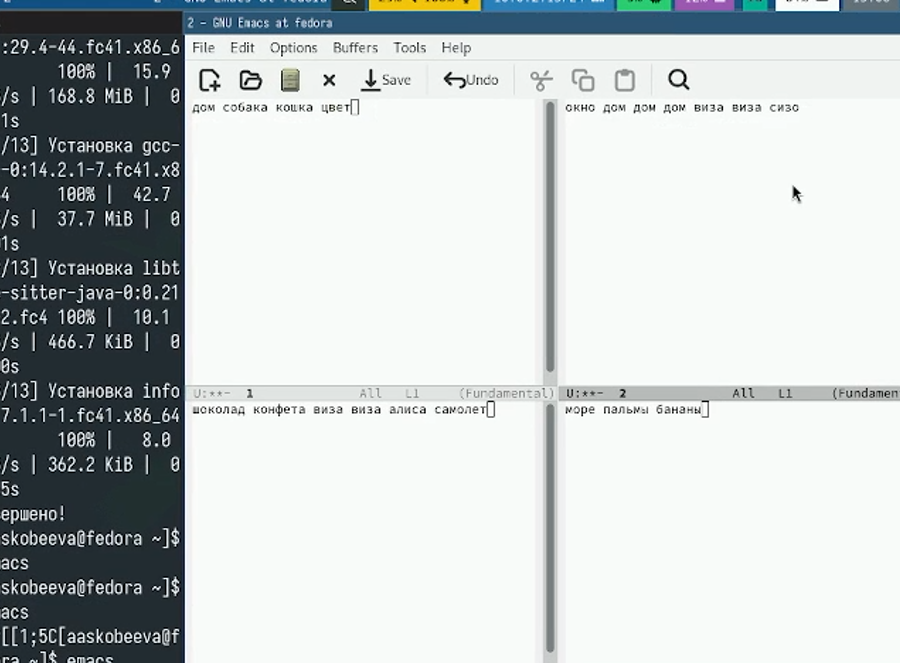 2 - GNU Emacs at fedora
File Edit Options Buffers Tools Help
Save Undo
:29.4-44.fc41.x86_6
100% | 15.9
/s | 168.8 MiB | 0
1s
/13] Установка gcc-
-0:14.2.1-7.fc41.x8
4 100% | 42.7
/s | 37.7 MiB | 0
01s
/13] Установка libt
-sitter-java-0:0.21
2.fc4 100% | 10.1
/s | 466.7 KiB | 0
00s
/13] Установка info
7.1.1-1.fc41.x86_64
100% | 8.0
/s | 362.2 KiB | 0
5s
ершено!
skobeeva@fedora ~]$
macs
skobeeva@fedora ~]$
macs
[[1;5C[aaskobeeva@f
ora ~]$ emacs
дом собака кошка цвет
U:**- 1 All L1 (Fundamental)
окно дом дом дом виза виза сизо
U:**- 2 All L1 (Fundamen
шоколад конфета виза виза алиса самолет
море пальмы бананы